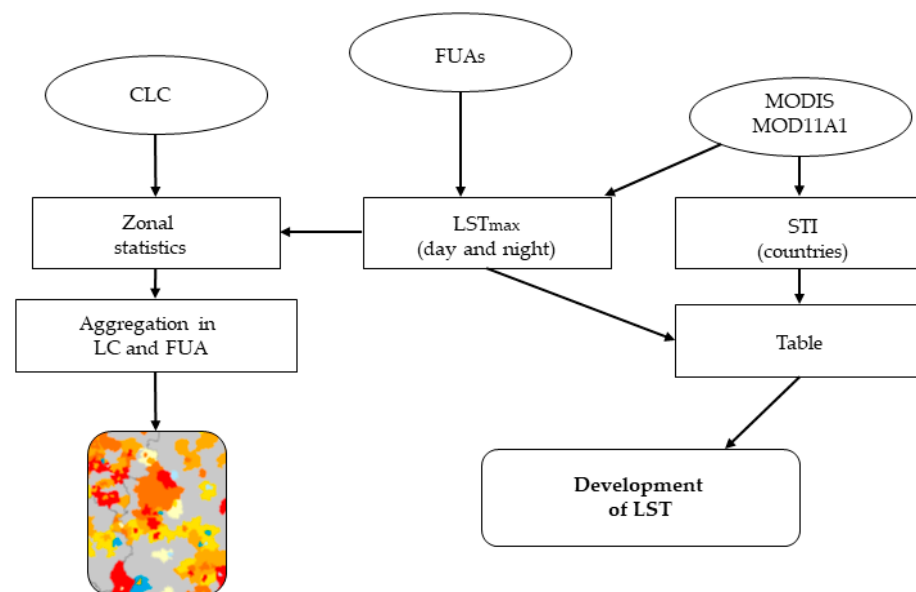 FUAs
CLC
MODIS
MOD11A1
Zonal
statistics
LSTmax
(day and night)
STI
(countries)
Aggregation in
LC and FUA
Table
Development
of LST